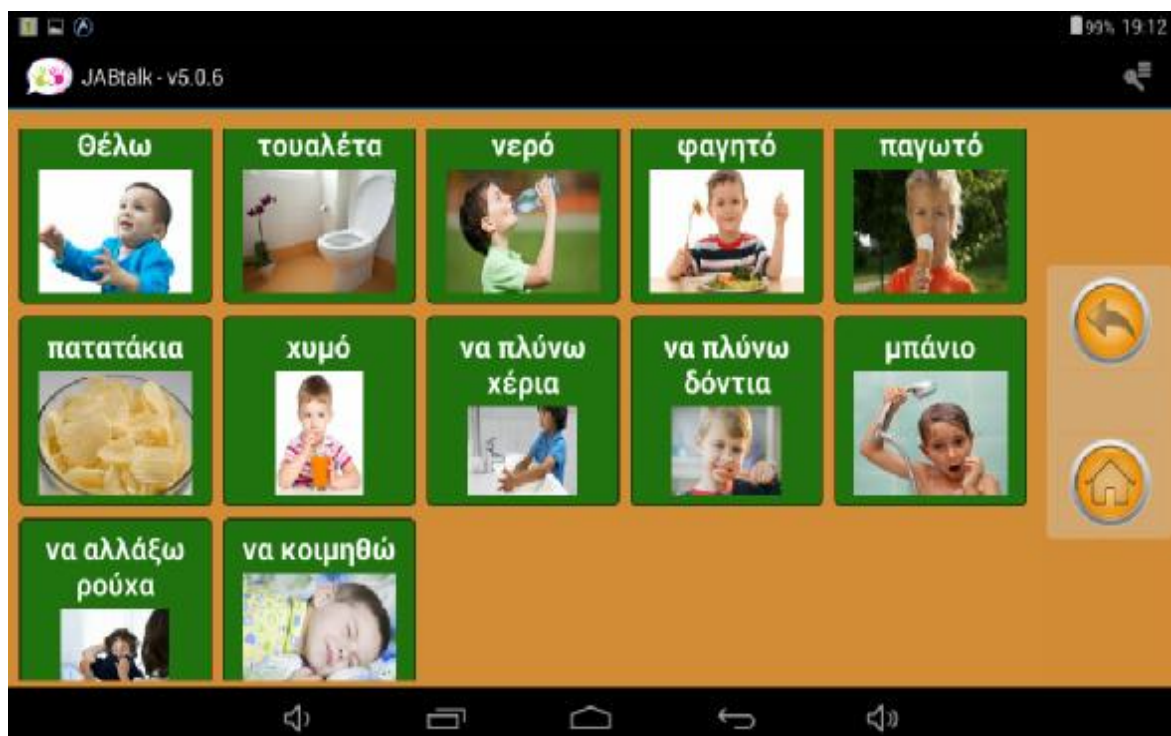 99% 19:12
JABtalk - v5.0.6
Θέλω
τουαλέτα
νερό
φαγητό
παγωτό
πατατάκια
χυμό
να πλύνω
χέρια
να πλύνω
δόντια
μπάνιο
να αλλάξω
ρούχα
να κοιμηθώ